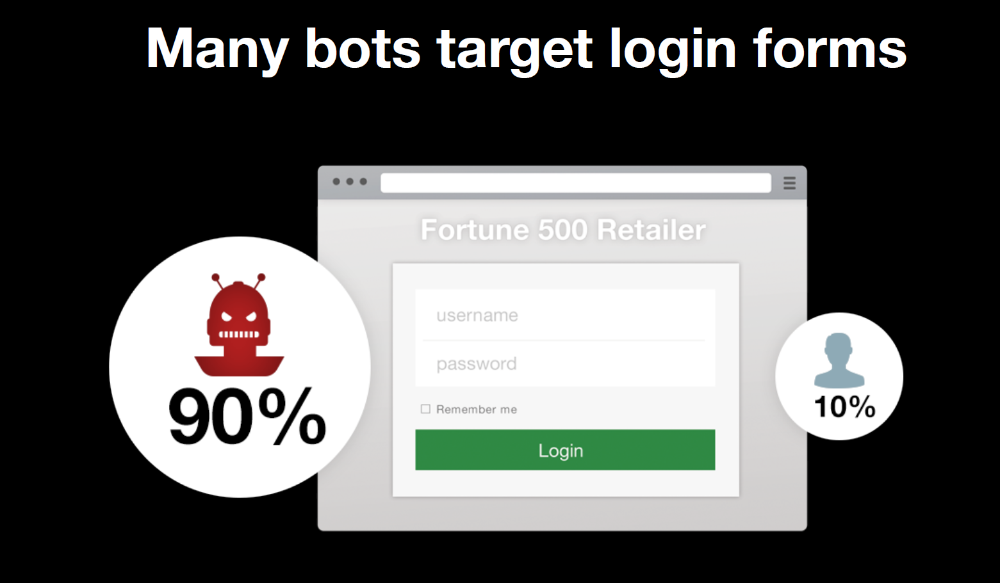 Many bots target login forms
Fortune 500 Retailer
username
password
Remember me
Login
90%
10%